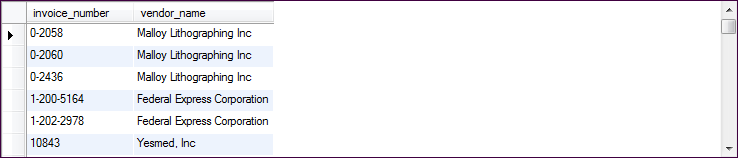 invoice_number vendor_name
0-2058 Malloy Lithographing Inc
0-2060 Malloy Lithographing Inc
0-2436 Malloy Lithographing Inc
1-200-5164 Federal Express Corporation
1-202-2978 Federal Express Corporation
10843 Yesmed, Inc